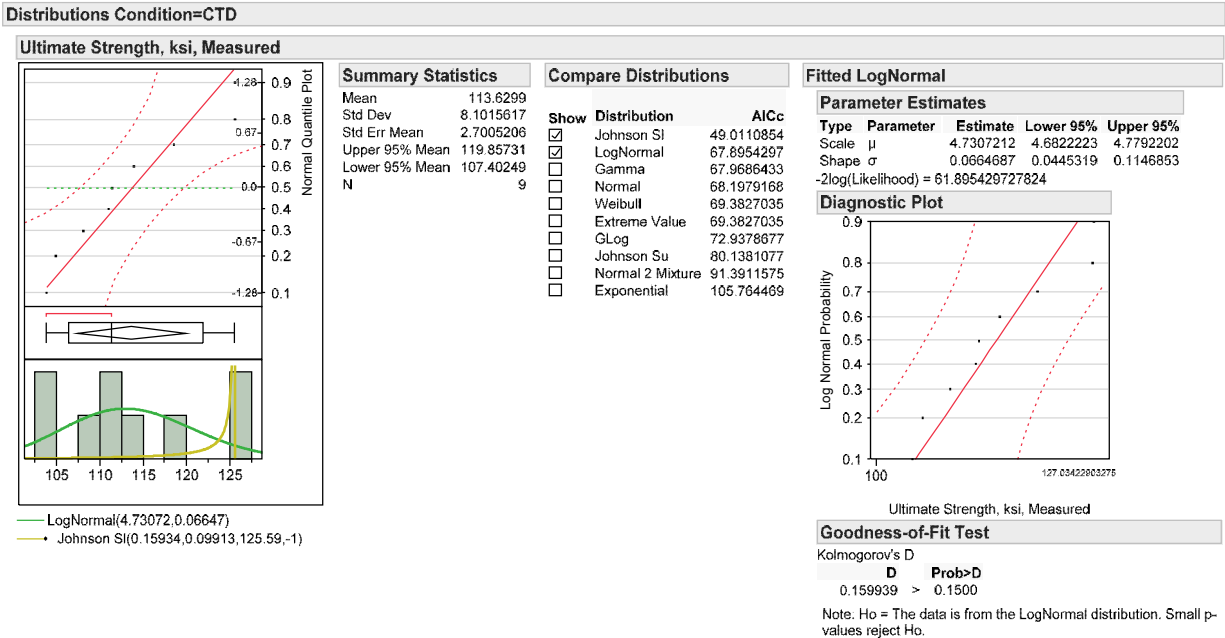 Distributions Condition=CTD
Ultimate Strength, ksi, Measured
1.28
0.67
0.0
-0.67
-1.28
0.9
0.8
0.7
0.6
0.5
0.4
0.3
0.2
0.1
Normal Quantile Plot
105 110 115 120 125
LogNormal(4.73072,0.06647)
Johnson Sl(0.15934,0.09913,125.59,-1)
Summary Statistics
Mean 113.6299
Std Dev 8.1015617
Std Err Mean 2.7005206
Upper 95% Mean 119.85731
Lower 95% Mean 107.40249
N 9
Compare Distributions
Show Distribution AICc
Johnson Sl 49.0110854
LogNormal 67.8954297
Gamma 67.9686433
Normal 68.1979168
Weibull 69.3827035
Extreme Value 69.3827035
GLog 72.9378677
Johnson Su 80.1381077
Normal 2 Mixture 91.3911575
Exponential 105.764469
Fitted LogNormal
Parameter Estimates
Type Parameter Estimate Lower 95% Upper 95%
Scale μ 4.7307212 4.6822223 4.7792202
Shape σ 0.0664687 0.0445319 0.1146853
-2log(Likelihood) = 61.895429727824
Diagnostic Plot
Log Normal Probability
0.9
0.8
0.7
0.6
0.5
0.4
0.3
0.2
0.1
100 127.03422903275
Ultimate Strength, ksi, Measured
Goodness-of-Fit Test
Kolmogorov's D
D Prob>D
0.159939 > 0.1500
Note. Ho = The data is from the LogNormal distribution. Small p-
values reject Ho.